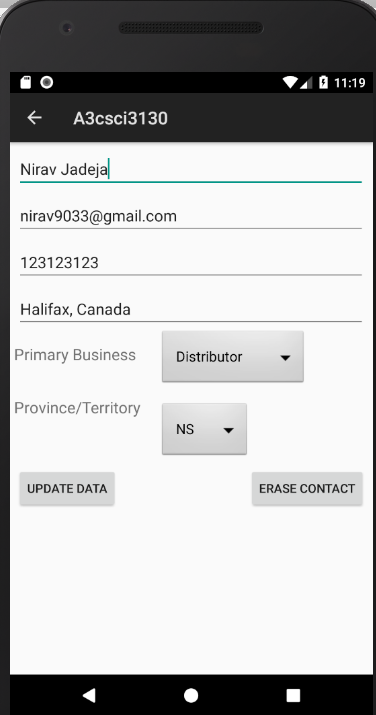 11:19
A3csci3130
Nirav Jadeja
nirav9033@gmail.com
123123123
Halifax, Canada
Primary Business Distributor
Province/Territory NS
UPDATE DATA ERASE CONTACT